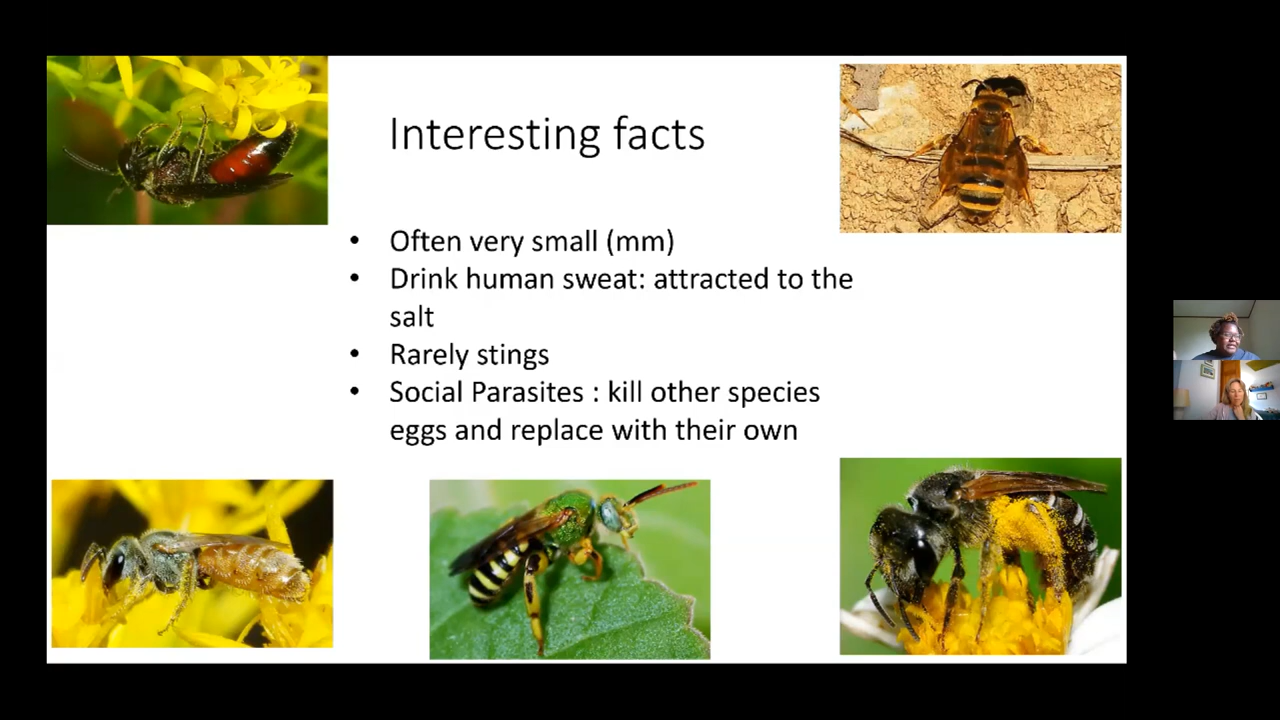 Interesting facts
• Often very small (mm)
• Drink human sweat: attracted to the
salt
• Rarely stings
• Social Parasites : kill other species
eggs and replace with their own